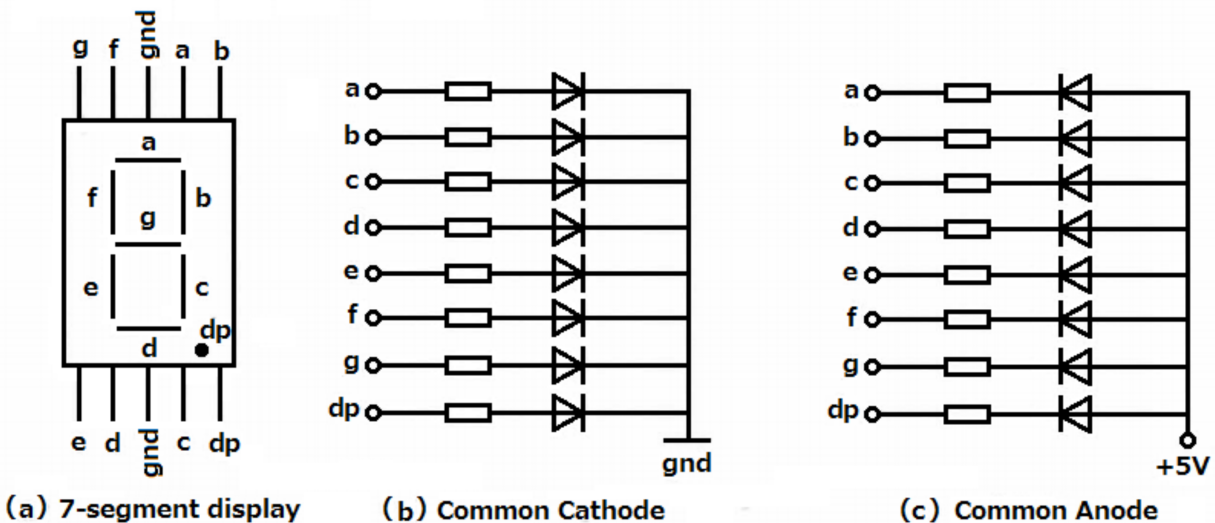 g f gnd a b
a
f b
g
e c
dp
d
e d gnd c dp
(a) 7-segment display
a
b
c
d
e
f
g
dp
gnd
(b) Common Cathode
a
b
c
d
e
f
g
dp
+5V
(c) Common Anode